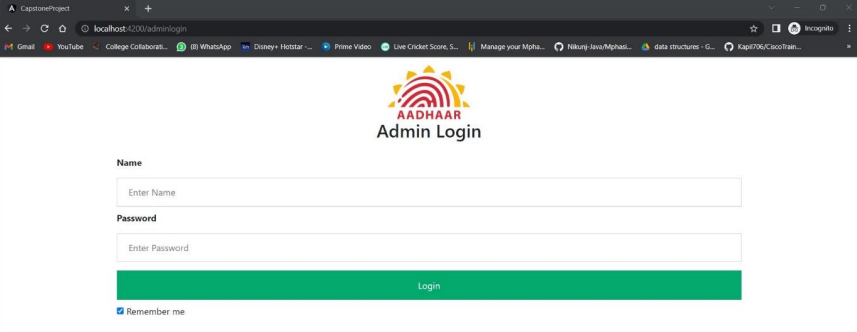 CapstoneProject
localhost:4200/adminlogin
Incognito
Gmail YouTube College Collaborati... (8) WhatsApp Disney+ Hotstar -... Prime Video Live Cricket Score, S... Manage your Mpha... Nikunj-Java/Mphasi... data structures - G... Kapil706/CiscoTrain...
AADHAAR
Admin Login
Name
Enter Name
Password
Enter Password
Login
Remember me